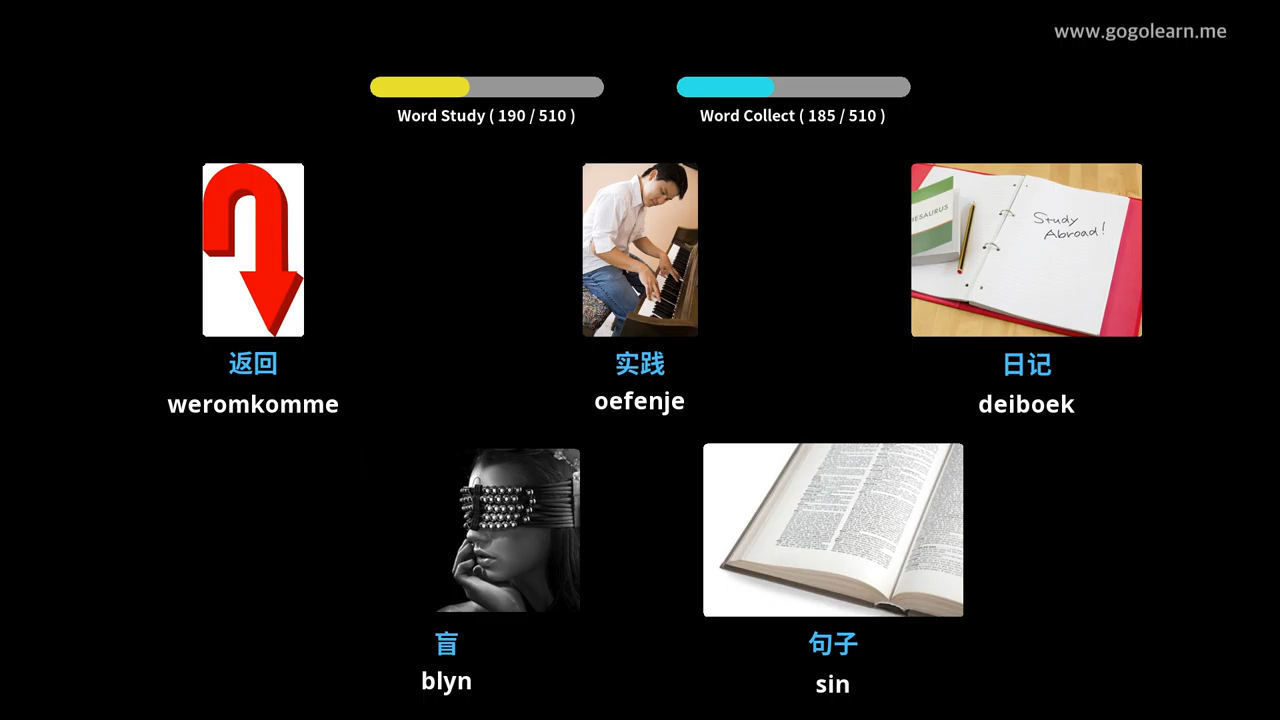 www.gogolearn.me
Word Study ( 190 / 510 )
Word Collect ( 185 / 510 )
ESAURUS
Study
Abroad!
返回
实践
日记
weromkomme
oefenje
deiboek
盲
句子
blyn
sin